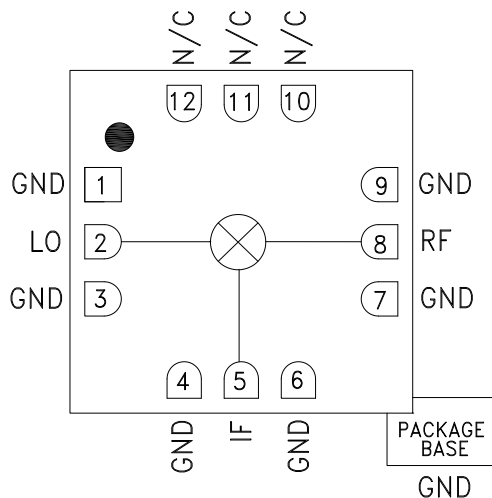 N/C N/C N/C
12 11 10
GND 1 9 GND
LO 2 8 RF
GND 3 7 GND
4 5 6
GND IF GND
PACKAGE
BASE
GND